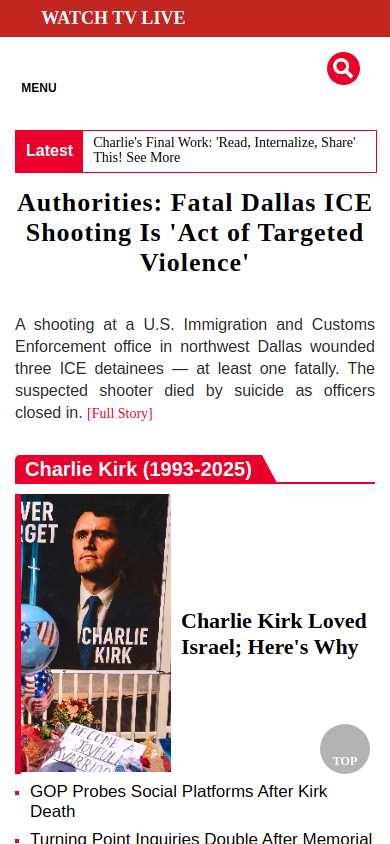 WATCH TV LIVE
MENU
Latest
Charlie's Final Work: 'Read, Internalize, Share'
This! See More
Authorities: Fatal Dallas ICE
Shooting Is 'Act of Targeted
Violence'
A shooting at a U.S. Immigration and Customs
Enforcement office in northwest Dallas wounded
three ICE detainees — at least one fatally. The
suspected shooter died by suicide as officers
closed in. [Full Story]
Charlie Kirk (1993-2025)
VER
RGET
CHARLIE
KIRK
BECOME A
JOYFUL
WARRIOR
Charlie Kirk Loved
Israel; Here's Why
TOP
GOP Probes Social Platforms After Kirk
Death
Turning Point Inquiries Double After Memorial